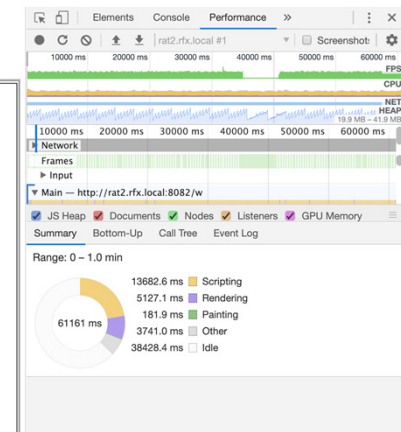 Elements Console Performance »
rat2.rfx.local #1 Screenshot:
10000 ms 20000 ms 30000 ms 40000 ms 50000 ms 60000 ms
FPS
CPU
NET
HEAP
19.9 MB – 41.9 MB
10000 ms 20000 ms 30000 ms 40000 ms 50000 ms 60000 ms
Network
Frames
Input
Main — http://rat2.rfx.local:8082/w
JS Heap Documents Nodes Listeners GPU Memory
Summary Bottom-Up Call Tree Event Log
Range: 0 – 1.0 min
13682.6 ms Scripting
5127.1 ms Rendering
61161 ms
181.9 ms Painting
3741.0 ms Other
38428.4 ms Idle